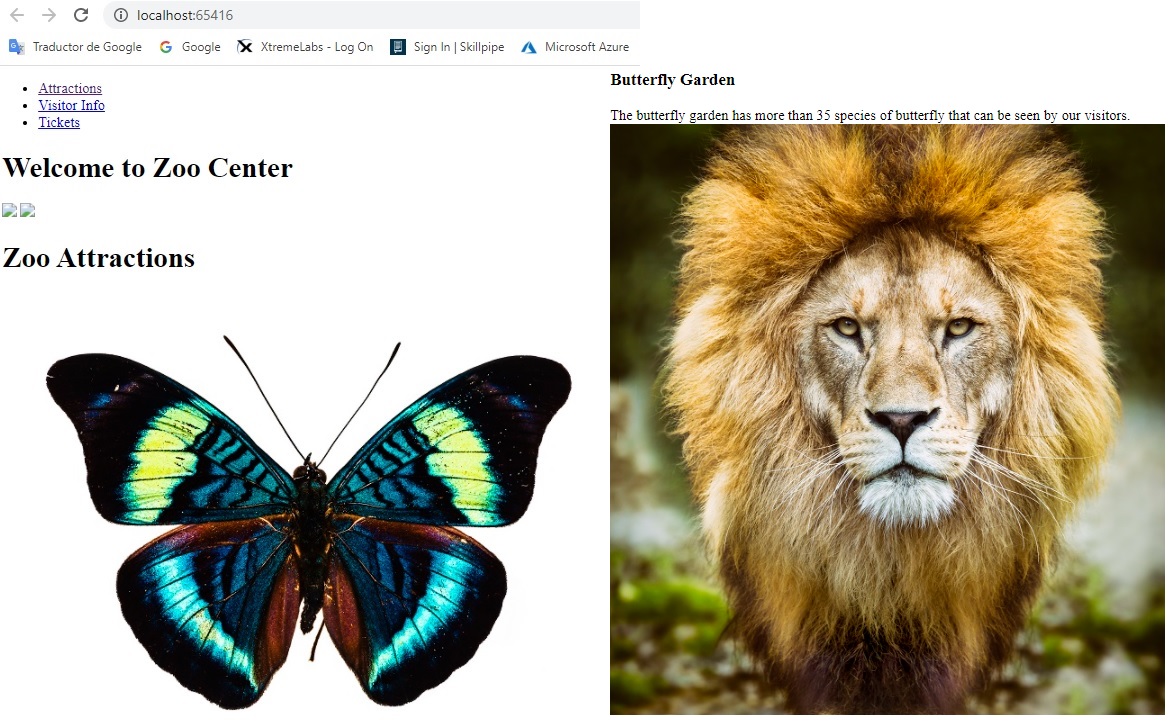 localhost:65416
Traductor de Google Google XtremeLabs - Log On Sign In | Skillpipe Microsoft Azure
Attractions
Visitor Info
Tickets
Welcome to Zoo Center
Zoo Attractions
Butterfly Garden
The butterfly garden has more than 35 species of butterfly that can be seen by our visitors.